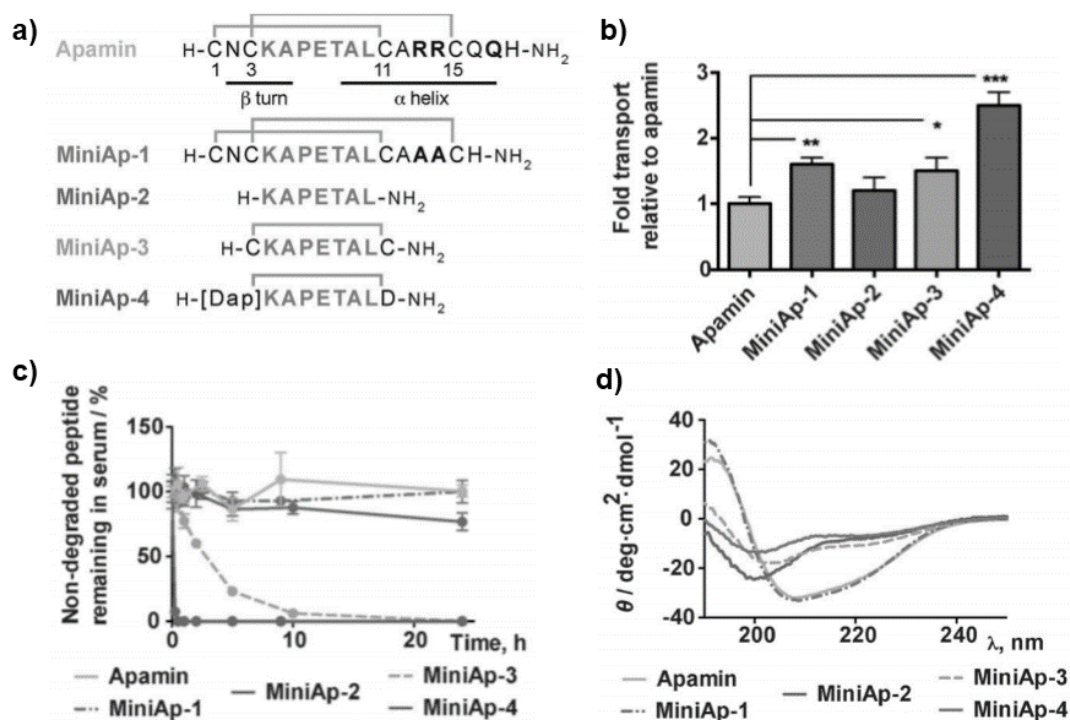 a)
Apamin H-CNCKAPETALCARRCQQQH-NH2
1 3 11 15
β turn α helix
MiniAp-1 H-CNCKAPETALCAAACH-NH2
MiniAp-2 H-KAPETAL-NH2
MiniAp-3 H-CKAPETALC-NH2
MiniAp-4 H-[Dap]KAPETALD-NH2
b)
Fold transport
relative to apamin
3
2
1
0
** * ***
Apamin
MiniAp-1
MiniAp-2
MiniAp-3
MiniAp-4
c)
Non-degraded peptide
remaining in serum / %
150
100
50
0
0 10 20 Time, h
Apamin MiniAp-2 MiniAp-3
MiniAp-1 MiniAp-4
d)
θ / deg·cm2·dmol-1
40
20
0
-20
-40
200 220 240 λ, nm
Apamin MiniAp-2 MiniAp-3
MiniAp-1 MiniAp-4